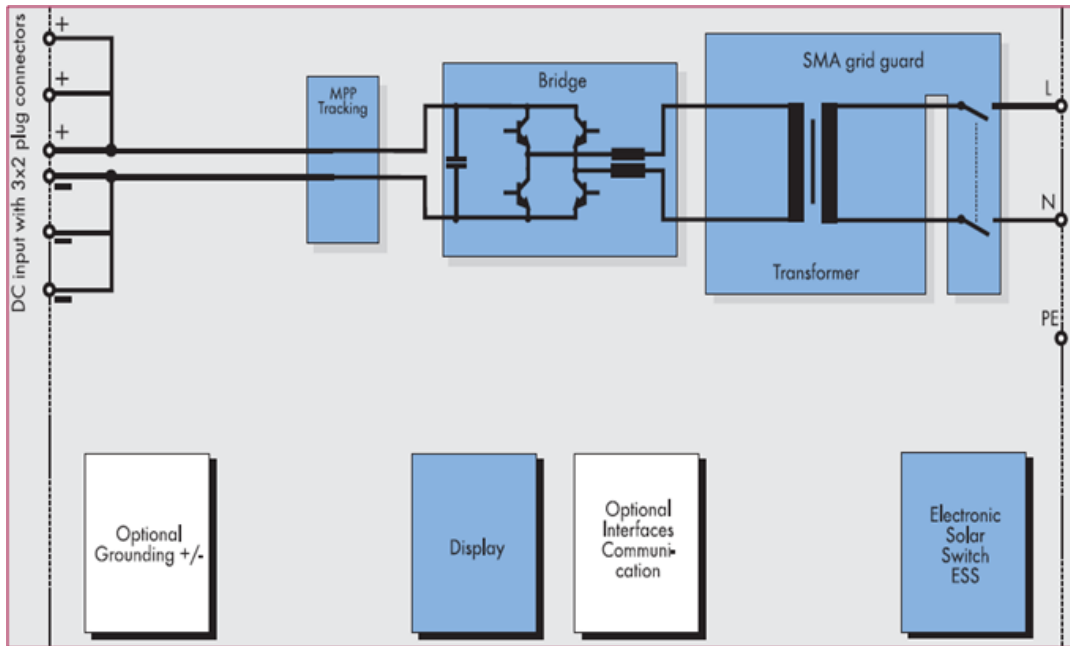 DC input with 3x2 plug connectors
+
+
+
-
-
-
MPP
Tracking
Bridge
SMA grid guard
Transformer
L
N
PE
Optional
Grounding +/-
Display
Optional
Interfaces
Communi-
cation
Electronic
Solar
Switch
ESS